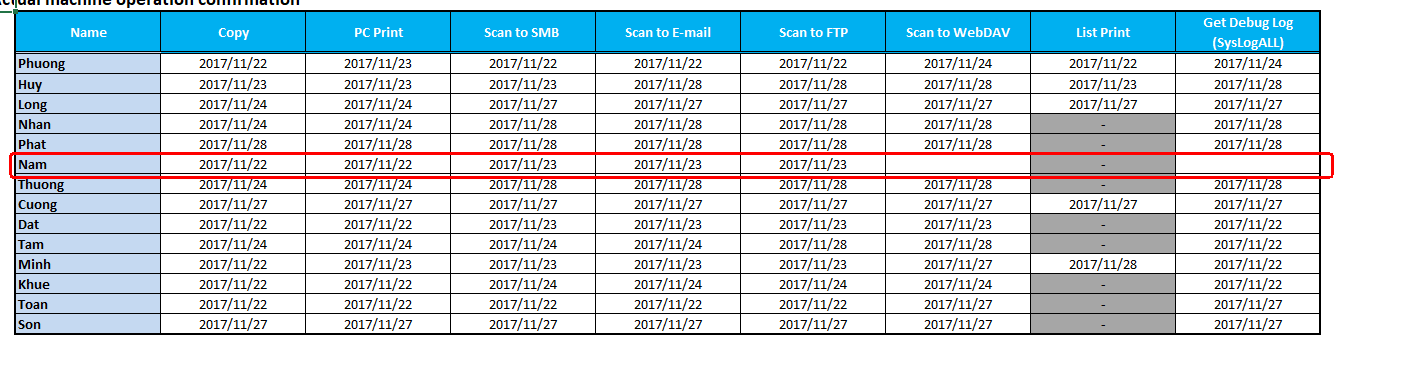 Actual machine operation confirmation
Name Copy PC Print Scan to SMB Scan to E-mail Scan to FTP Scan to WebDAV List Print Get Debug Log (SysLogALL)
Phuong 2017/11/22 2017/11/23 2017/11/22 2017/11/22 2017/11/22 2017/11/24 2017/11/22 2017/11/24
Huy 2017/11/23 2017/11/23 2017/11/23 2017/11/28 2017/11/28 2017/11/28 2017/11/23 2017/11/28
Long 2017/11/24 2017/11/24 2017/11/27 2017/11/27 2017/11/27 2017/11/27 2017/11/27 2017/11/27
Nhan 2017/11/24 2017/11/24 2017/11/28 2017/11/28 2017/11/28 2017/11/28 - 2017/11/28
Phat 2017/11/28 2017/11/28 2017/11/28 2017/11/28 2017/11/28 2017/11/28 - 2017/11/28
Nam 2017/11/22 2017/11/22 2017/11/23 2017/11/23 2017/11/23 -
Thuong 2017/11/24 2017/11/24 2017/11/28 2017/11/28 2017/11/28 2017/11/28 - 2017/11/28
Cuong 2017/11/27 2017/11/27 2017/11/27 2017/11/27 2017/11/27 2017/11/27 2017/11/27 2017/11/27
Dat 2017/11/22 2017/11/22 2017/11/23 2017/11/23 2017/11/23 2017/11/23 - 2017/11/22
Tam 2017/11/24 2017/11/24 2017/11/24 2017/11/24 2017/11/28 2017/11/28 - 2017/11/22
Minh 2017/11/22 2017/11/23 2017/11/23 2017/11/23 2017/11/23 2017/11/27 2017/11/28 2017/11/22
Khue 2017/11/22 2017/11/22 2017/11/24 2017/11/24 2017/11/24 2017/11/24 - 2017/11/22
Toan 2017/11/22 2017/11/22 2017/11/22 2017/11/22 2017/11/22 2017/11/27 - 2017/11/27
Son 2017/11/27 2017/11/27 2017/11/27 2017/11/27 2017/11/27 2017/11/27 - 2017/11/27